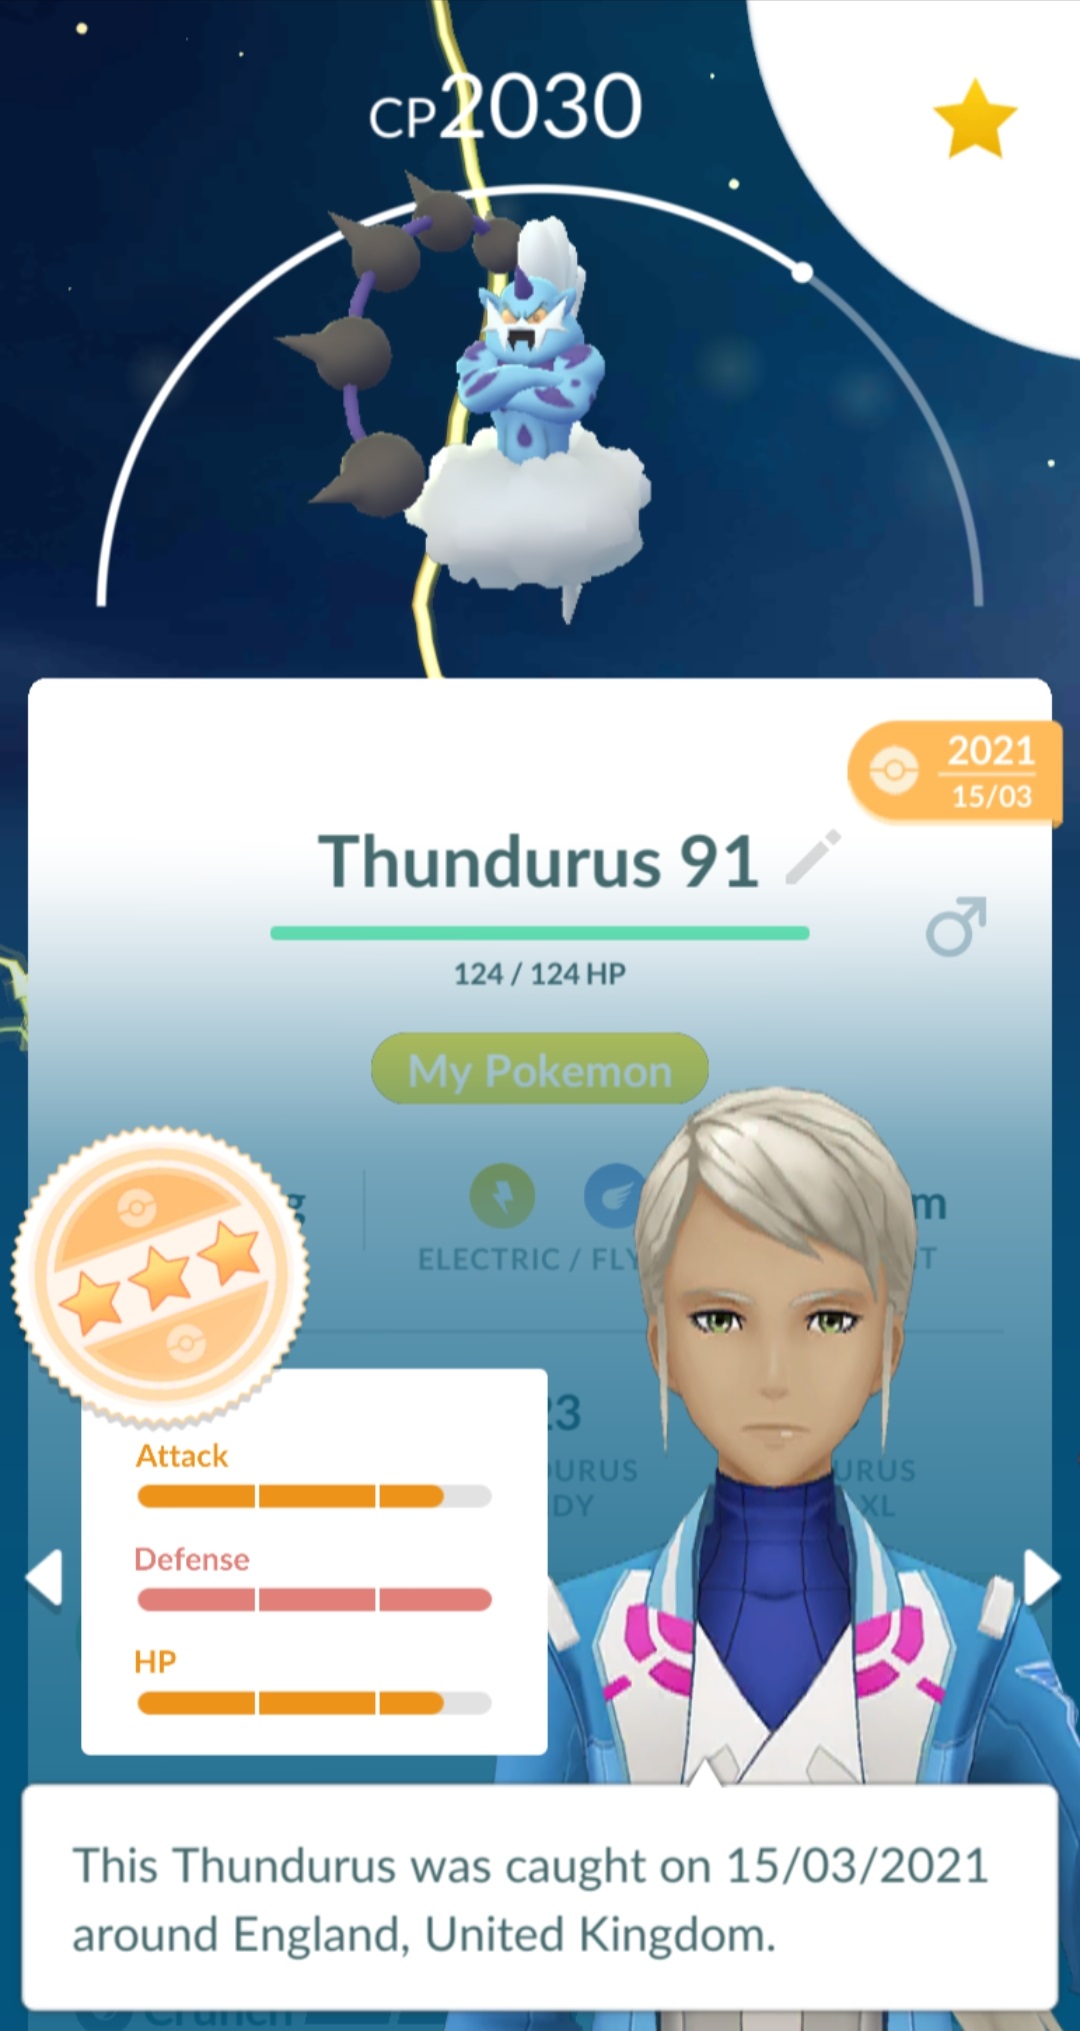 CP2030
2021
15/03
Thundurus 91
124 / 124 HP
My Pokemon
ELECTRIC / FLY
Attack
Defense
HP
This Thundurus was caught on 15/03/2021
around England, United Kingdom.
Crunch